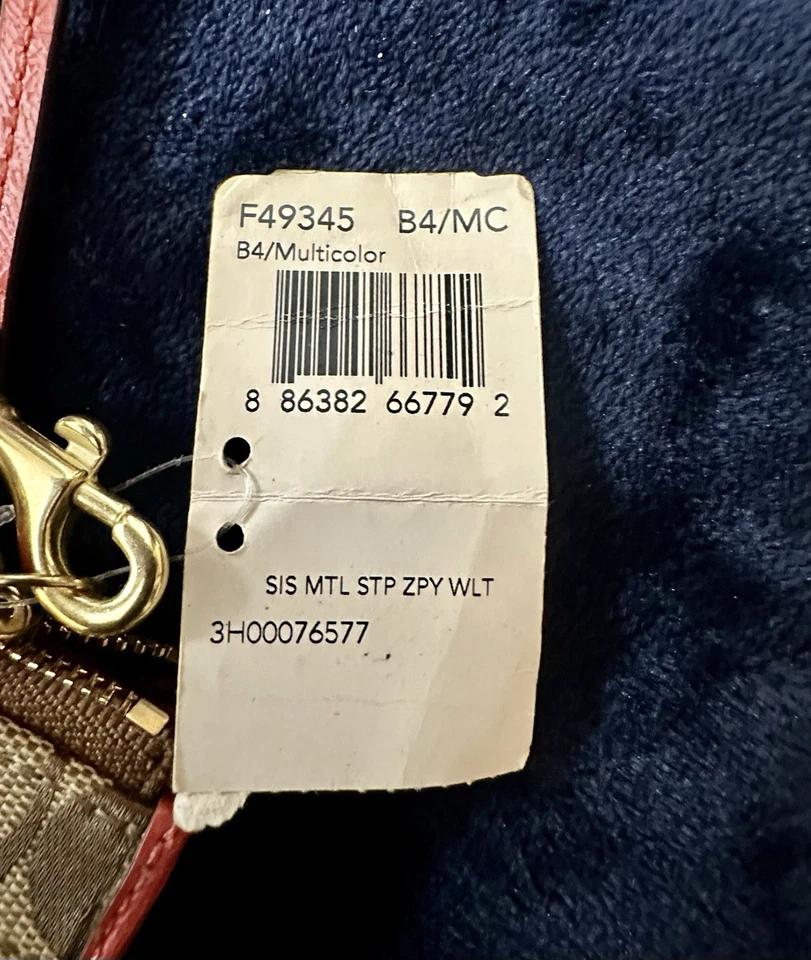 F49345 B4/MC
B4/Multicolor
8 86382 66779 2
SIS MTL STP ZPY WLT
3H00076577